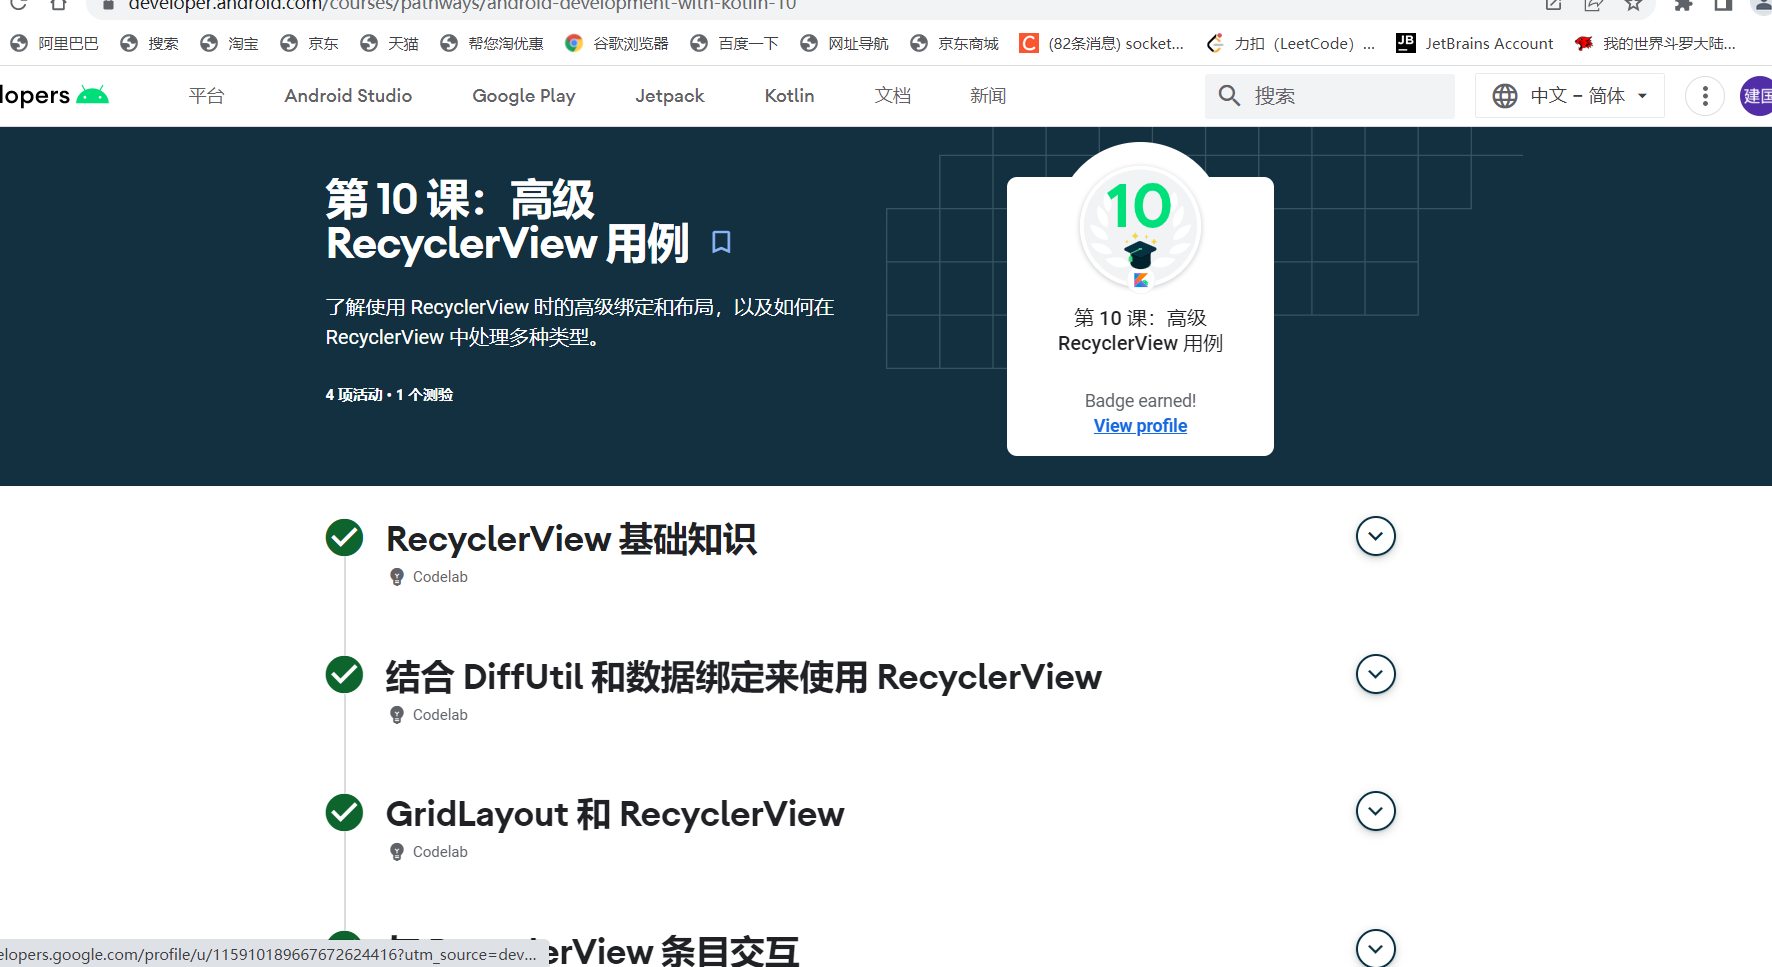 developer.android.com/courses/pathways/android-development-with-kotlin-10
阿里巴巴 搜索 淘宝 京东 天猫 帮您淘优惠 谷歌浏览器 百度一下 网址导航 京东商城 C (82条消息) socket... 力扣（LeetCode）... JB JetBrains Account 我的世界斗罗大陆...
lopers 平台 Android Studio Google Play Jetpack Kotlin 文档 新闻 搜索 中文 – 简体 建国
第 10 课：高级
RecyclerView 用例
了解使用 RecyclerView 时的高级绑定和布局，以及如何在
RecyclerView 中处理多种类型。
4 项活动 • 1 个测验
10
第 10 课：高级
RecyclerView 用例
Badge earned!
View profile
RecyclerView 基础知识
Codelab
结合 DiffUtil 和数据绑定来使用 RecyclerView
Codelab
GridLayout 和 RecyclerView
Codelab
erView 条目交互
elopers.google.com/profile/u/115910189667672624416?utm_source=dev...